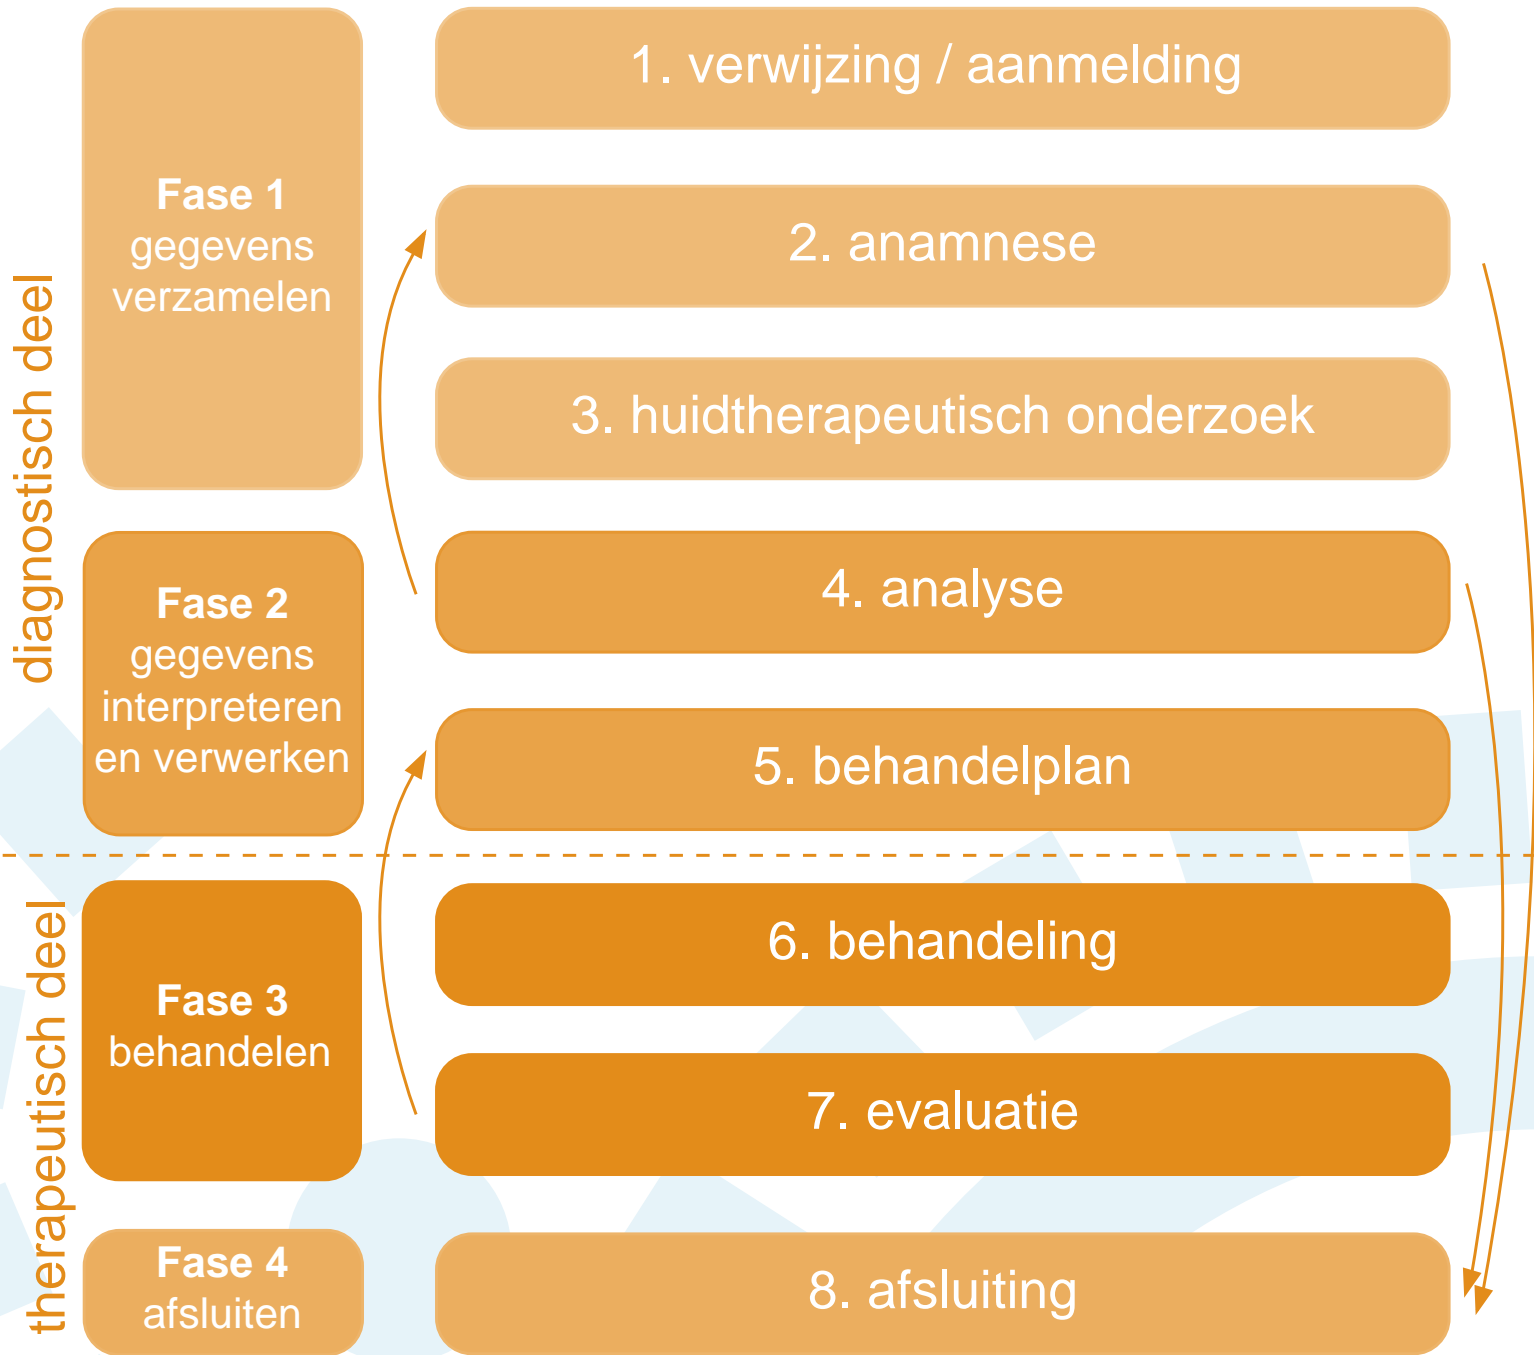 diagnostisch deel
Fase 1
gegevens
verzamelen
1. verwijzing / aanmelding
2. anamnese
3. huidtherapeutisch onderzoek
Fase 2
gegevens
interpreteren
en verwerken
4. analyse
5. behandelplan
therapeutisch deel
Fase 3
behandelen
6. behandeling
7. evaluatie
Fase 4
afsluiten
8. afsluiting